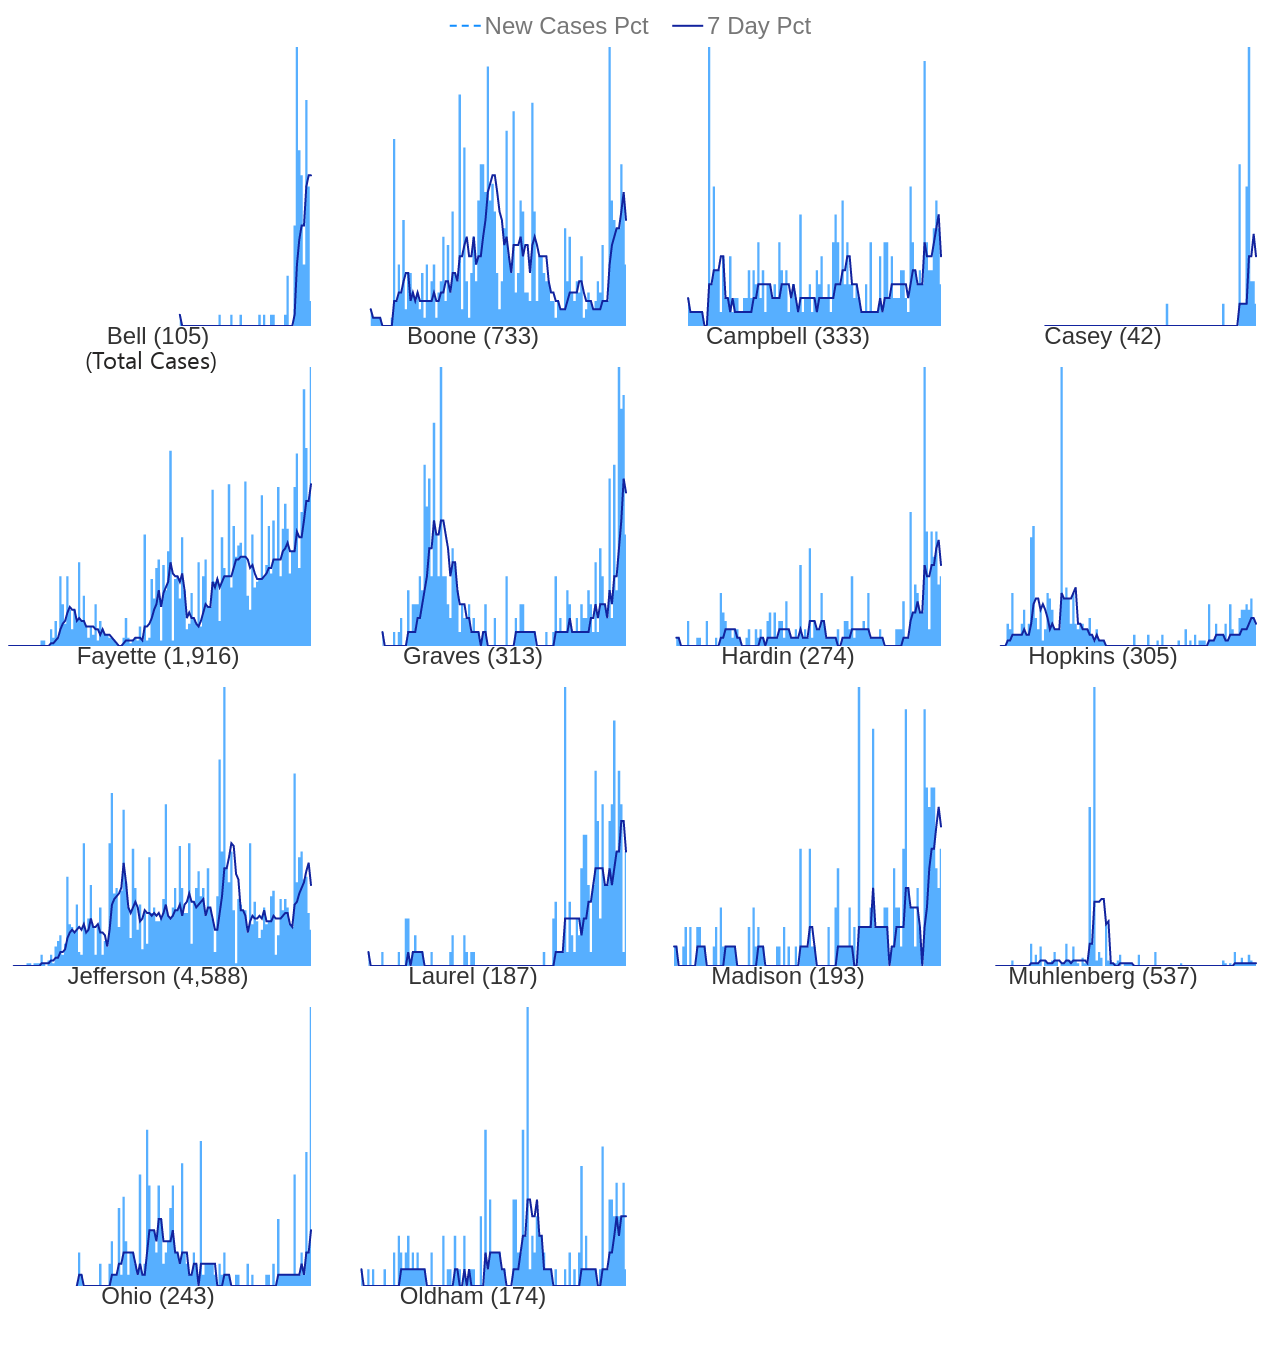 New Cases Pct 7 Day Pct
Bell (105) Boone (733) Campbell (333) Casey (42)
(Total Cases)
Fayette (1,916) Graves (313) Hardin (274) Hopkins (305)
Jefferson (4,588) Laurel (187) Madison (193) Muhlenberg (537)
Ohio (243) Oldham (174)